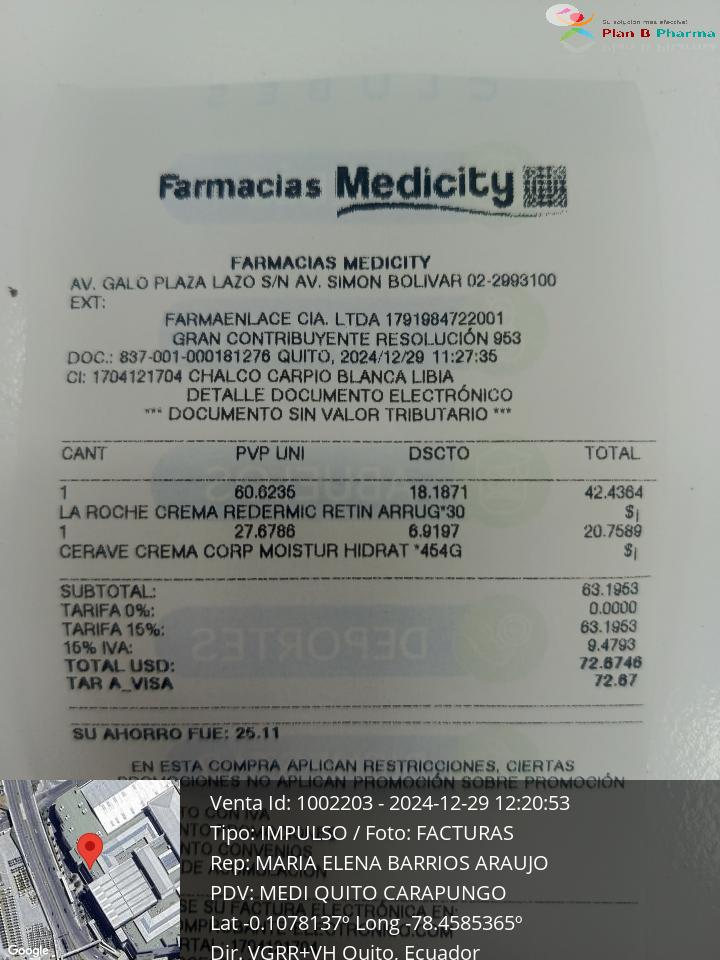 Su solución más efectiva!
Plan B Pharma
CLUBES
Farmacias Medicity
FARMACIAS MEDICITY
AV. GALO PLAZA LAZO S/N AV. SIMON BOLIVAR 02-2993100
EXT:
FARMAENLACE CIA. LTDA 1791984722001
GRAN CONTRIBUYENTE RESOLUCIÓN 953
DOC.: 837-001-000181276 QUITO, 2024/12/29 11:27:35
CI: 1704121704 CHALCO CARPIO BLANCA LIBIA
DETALLE DOCUMENTO ELECTRÓNICO
*** DOCUMENTO SIN VALOR TRIBUTARIO ***
CANT PVP UNI DSCTO TOTAL
1 60.6235 18.1871 42.4364
LA ROCHE CREMA REDERMIC RETIN ARRUG*30 $¡
1 27.6786 6.9197 20.7589
CERAVE CREMA CORP MOISTUR HIDRAT *454G $¡
SUBTOTAL: 63.1953
TARIFA 0%: 0.0000
TARIFA 15%: 63.1953
15% IVA: 9.4793
DEPORTES
TOTAL USD: 72.6746
TAR A_VISA 72.67
SU AHORRO FUE: 25.11
EN ESTA COMPRA APLICAN RESTRICCIONES, CIERTAS
PROMOCIONES NO APLICAN PROMOCIÓN SOBRE PROMOCIÓN
Venta Id: 1002203 - 2024-12-29 12:20:53
Tipo: IMPULSO / Foto: FACTURAS
Rep: MARIA ELENA BARRIOS ARAUJO
PDV: MEDI QUITO CARAPUNGO
Lat -0.1078137º Long -78.4585365º
Dir. VGRR+VH Quito, Ecuador
Google